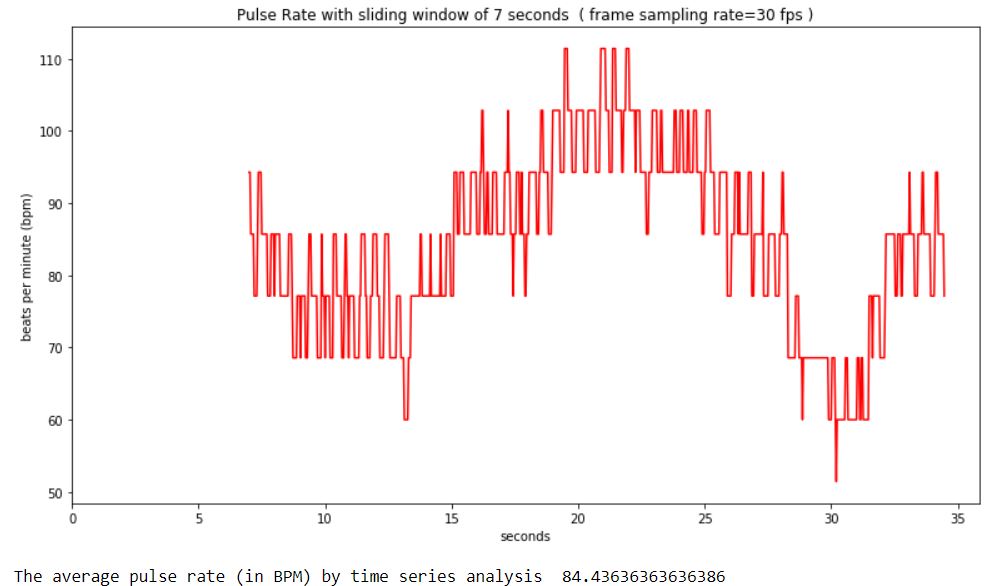 Pulse Rate with sliding window of 7 seconds  ( frame sampling rate=30 fps )
110
100
90
80
70
60
50
beats per minute (bpm)
0 5 10 15 20 25 30 35
seconds
The average pulse rate (in BPM) by time series analysis  84.43636363636386